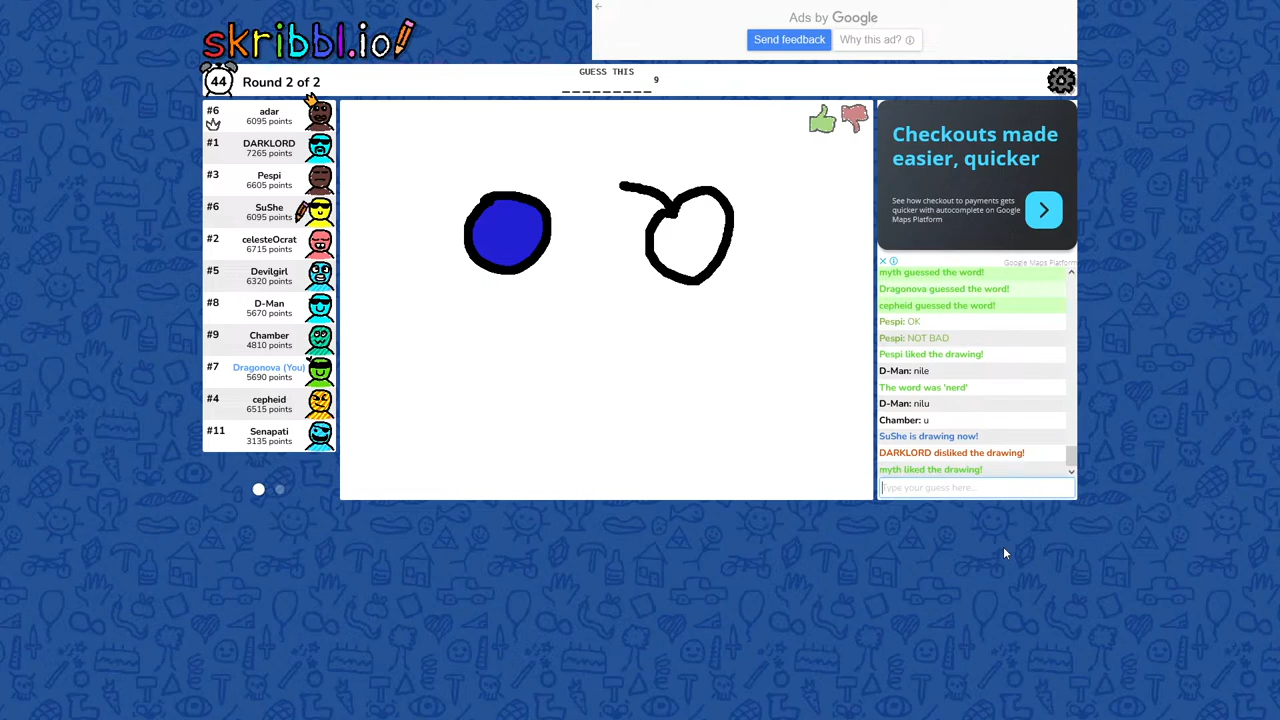 Ads by Google
Send feedback
Why this ad?
skribbl.io
44
Round 2 of 2
GUESS THIS
_________ 9
#6
adar
6095 points
#1
DARKLORD
7265 points
#3
Pespi
6605 points
#6
SuShe
6095 points
#2
celesteOcrat
6715 points
#5
Devilgirl
6320 points
#8
D-Man
5670 points
#9
Chamber
4810 points
#7
Dragonova (You)
5690 points
#4
cepheid
6515 points
#11
Senapati
3135 points
Checkouts made
easier, quicker
See how checkout to payments gets
quicker with autocomplete on Google
Maps Platform
Google Maps Platform
myth guessed the word!
Dragonova guessed the word!
cepheid guessed the word!
Pespi: OK
Pespi: NOT BAD
Pespi liked the drawing!
D-Man: nile
The word was 'nerd'
D-Man: nilu
Chamber: u
SuShe is drawing now!
DARKLORD disliked the drawing!
myth liked the drawing!
Type your guess here...